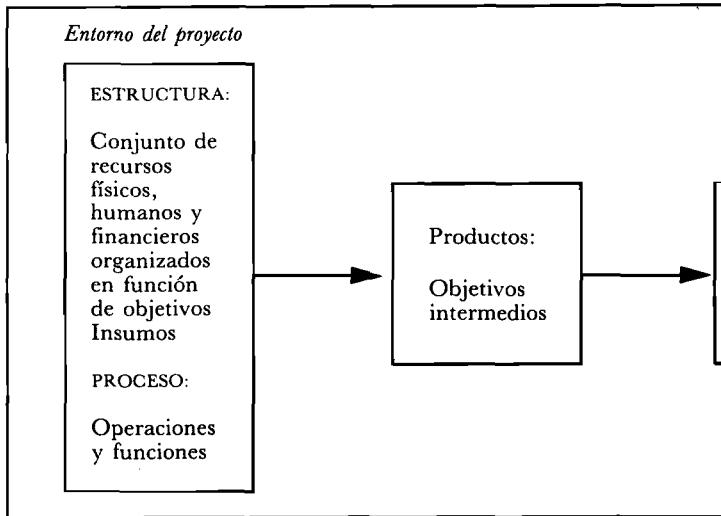 Entorno del proyecto
ESTRUCTURA:
Conjunto de
recursos
físicos,
humanos y
financieros
organizados
en función
de objetivos
Insumos
PROCESO:
Operaciones
y funciones
Productos:
Objetivos
intermedios